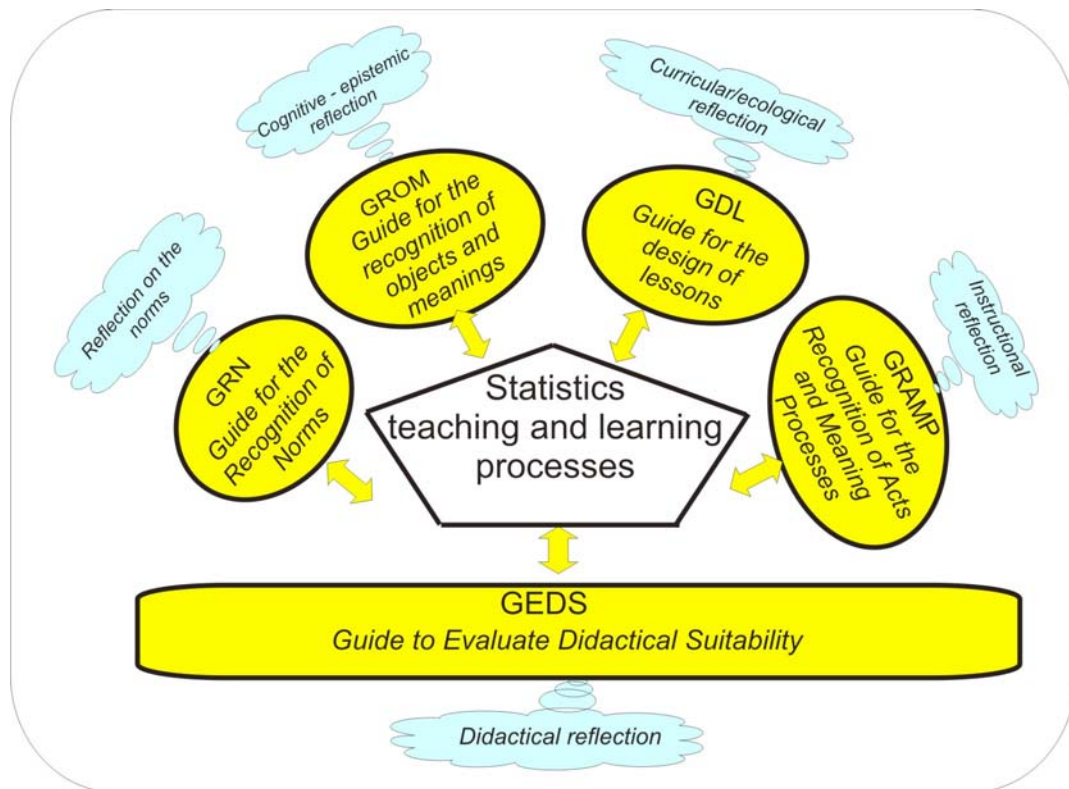 Cognitive - epistemic
reflection
Curricular/ecological
reflection
Reflection on the
norms
Instructional
reflection
GROM
Guide for the
recognition of
objects and
meanings
GDL
Guide for the
design of
lessons
GRN
Guide for the
Recognition of
Norms
GRAMP
Guide for the
Recognition of Acts
and Meaning
Processes
Statistics
teaching and learning
processes
GEDS
Guide to Evaluate Didactical Suitability
Didactical reflection